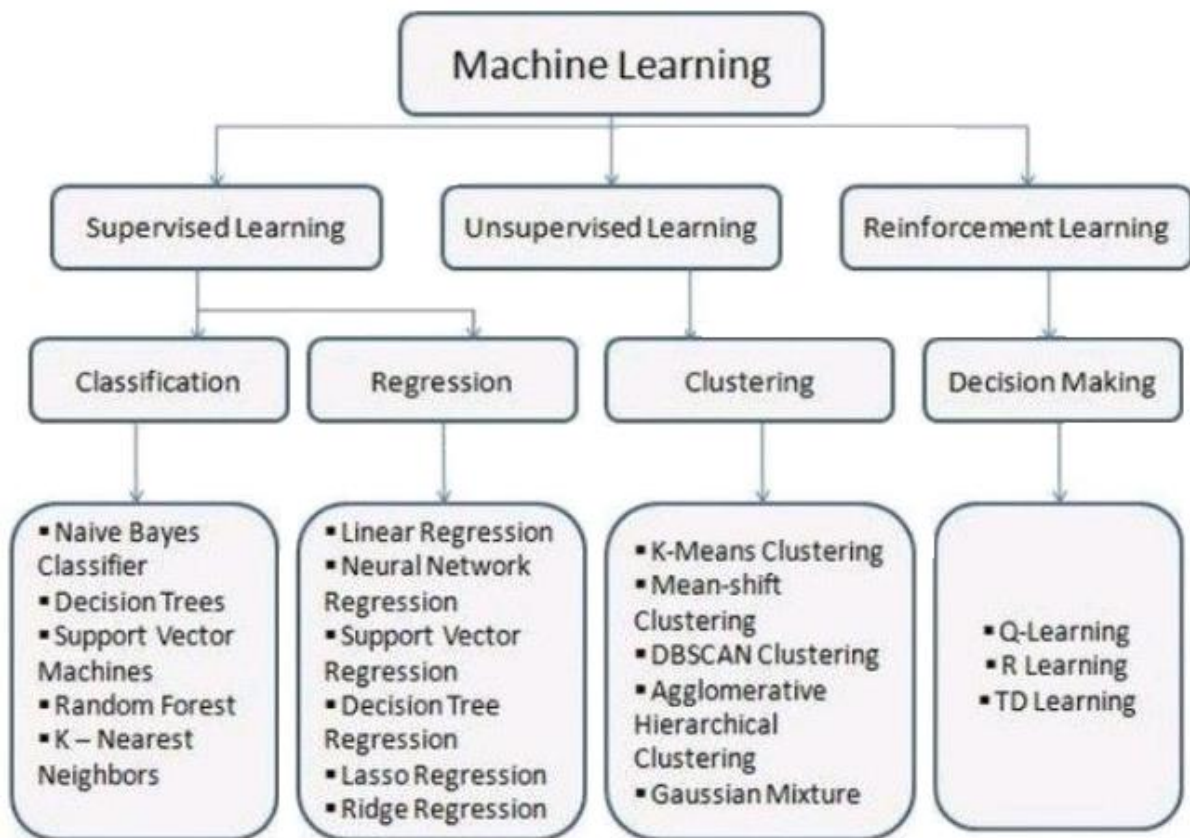 Machine Learning
Supervised Learning
Unsupervised Learning
Reinforcement Learning
Classification
Regression
Clustering
Decision Making
▪ Naive Bayes
Classifier
▪ Decision Trees
▪ Support Vector
Machines
▪ Random Forest
▪ K – Nearest
Neighbors
▪ Linear Regression
▪ Neural Network
Regression
▪ Support Vector
Regression
▪ Decision Tree
Regression
▪ Lasso Regression
▪ Ridge Regression
▪ K-Means Clustering
▪ Mean-shift
Clustering
▪ DBSCAN Clustering
▪ Agglomerative
Hierarchical
Clustering
▪ Gaussian Mixture
▪ Q-Learning
▪ R Learning
▪ TD Learning